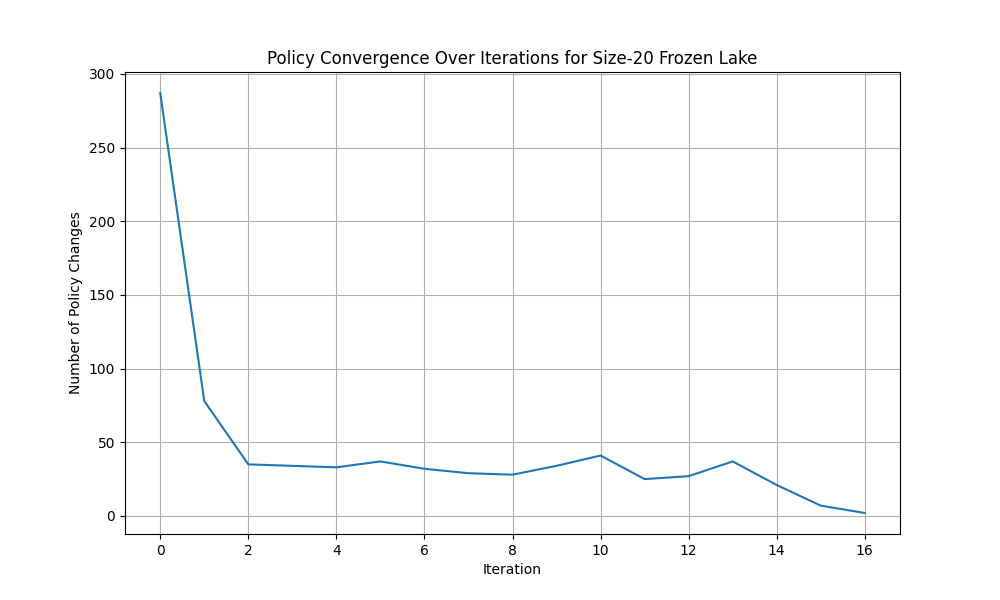 Policy Convergence Over Iterations for Size-20 Frozen Lake
Number of Policy Changes
300
250
200
150
100
50
0
0 2 4 6 8 10 12 14 16
Iteration